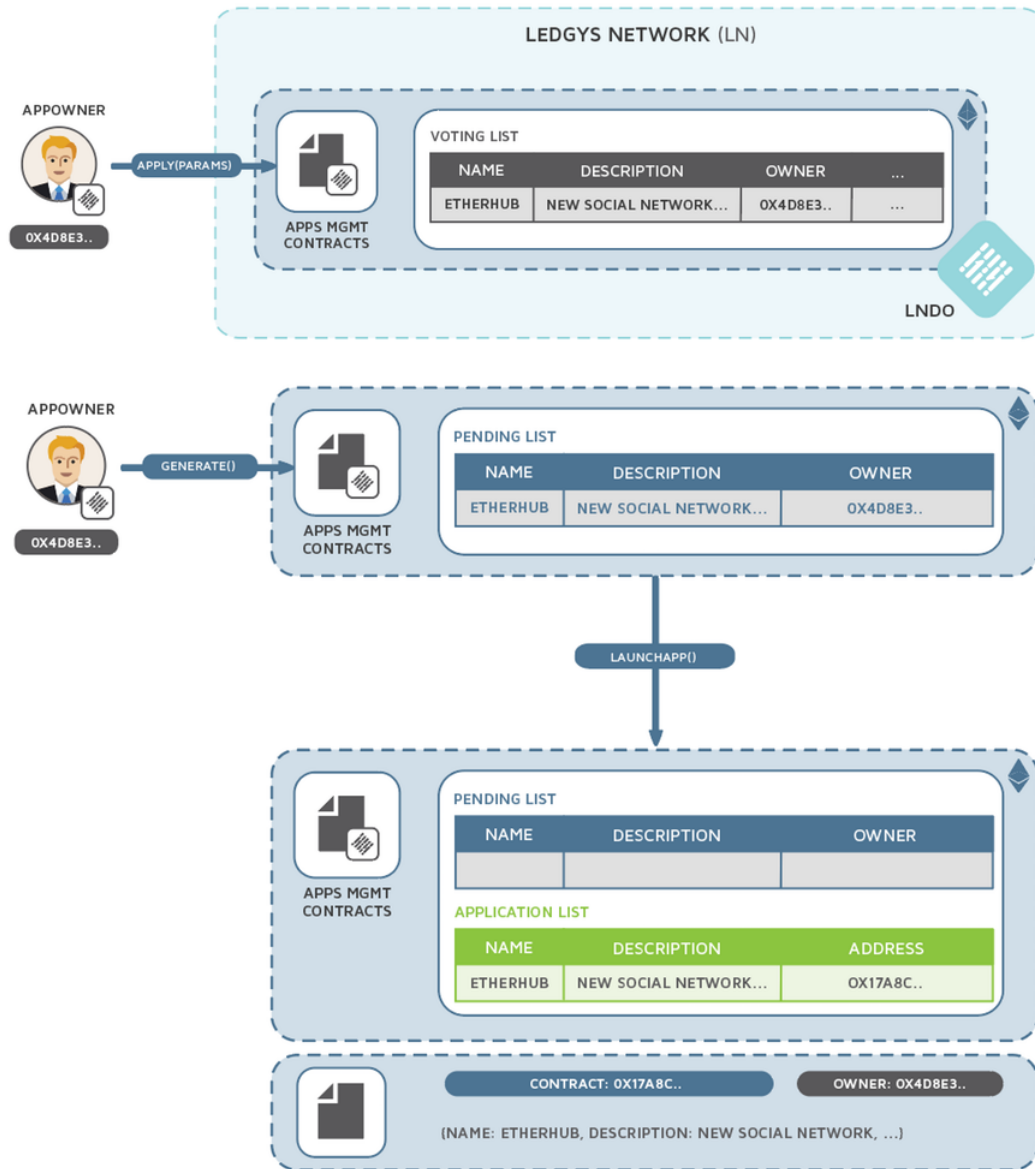 LEDGYS NETWORK (LN)
APPOWNER
APPLY(PARAMS)
0X4D8E3..
APPS MGMT
CONTRACTS
VOTING LIST
NAME DESCRIPTION OWNER ...
ETHERHUB NEW SOCIAL NETWORK... 0X4D8E3.. ...
LNDO
APPOWNER
GENERATE()
0X4D8E3..
APPS MGMT
CONTRACTS
PENDING LIST
NAME DESCRIPTION OWNER
ETHERHUB NEW SOCIAL NETWORK... 0X4D8E3..
LAUNCHAPP()
APPS MGMT
CONTRACTS
PENDING LIST
NAME DESCRIPTION OWNER
APPLICATION LIST
NAME DESCRIPTION ADDRESS
ETHERHUB NEW SOCIAL NETWORK... 0X17A8C..
CONTRACT: 0X17A8C.. OWNER: 0X4D8E3..
(NAME: ETHERHUB, DESCRIPTION: NEW SOCIAL NETWORK, ...)